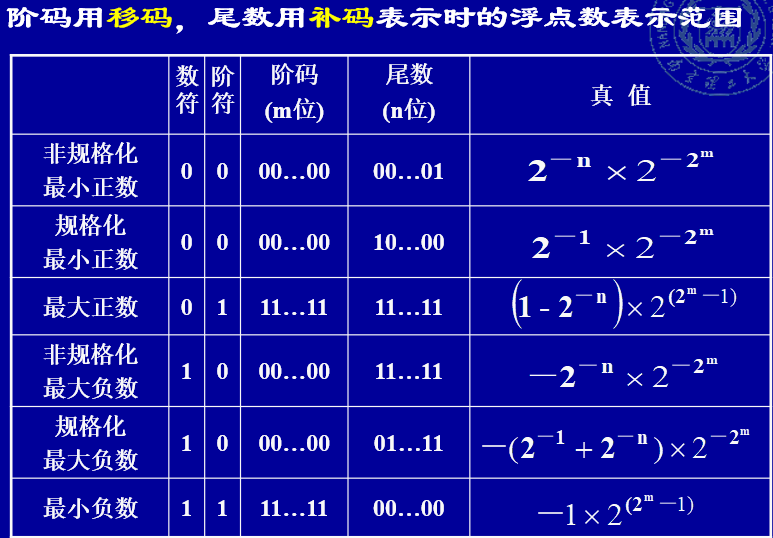 阶码用移码，尾数用补码表示时的浮点数表示范围
数符 阶符 阶码(m位) 尾数(n位) 真值
非规格化最小正数 0 0 00…00 00…01 2^{−n} × 2^{−2^m}
规格化最小正数 0 0 00…00 10…00 2^{−1} × 2^{−2^m}
最大正数 0 1 11…11 11…11 (1 - 2^{−n}) × 2^{(2^m −1)}
非规格化最大负数 1 0 00…00 11…11 −2^{−n} × 2^{−2^m}
规格化最大负数 1 0 00…00 01…11 −(2^{−1} + 2^{−n}) × 2^{−2^m}
最小负数 1 1 11…11 00…00 −1 × 2^{(2^m −1)}